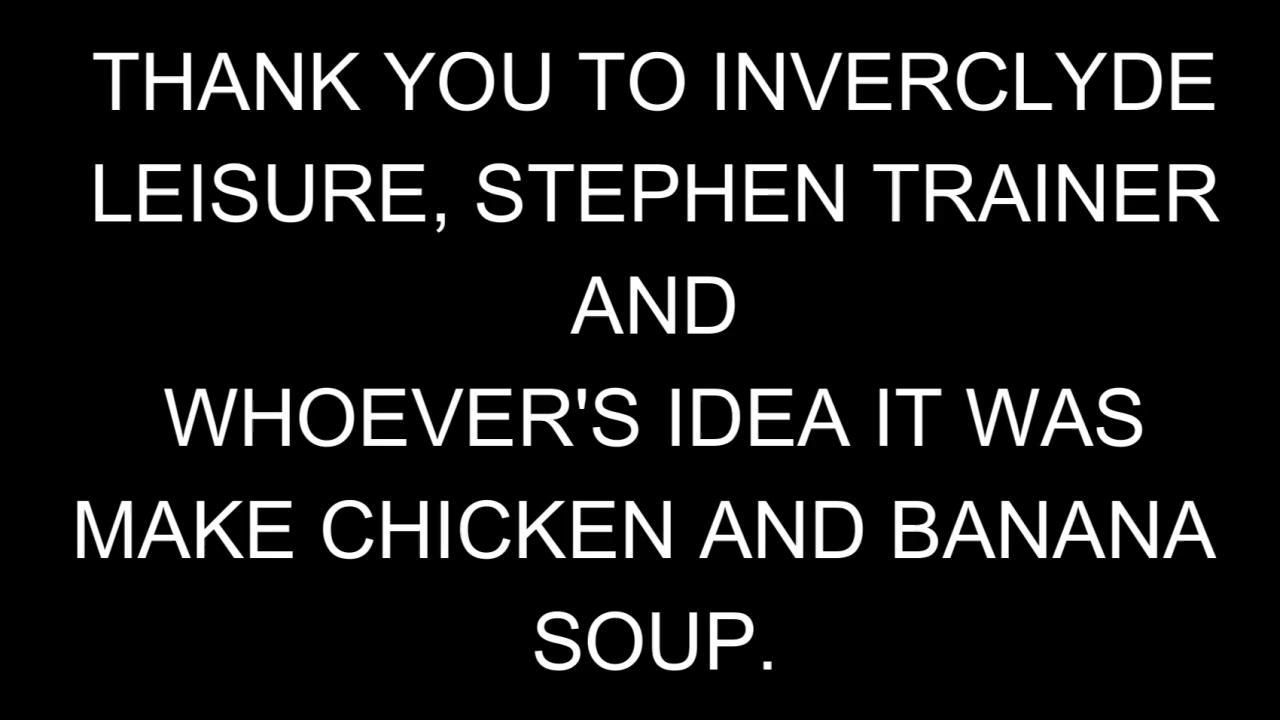 THANK YOU TO INVERCLYDE
LEISURE, STEPHEN TRAINER
AND
WHOEVER'S IDEA IT WAS
MAKE CHICKEN AND BANANA
SOUP.